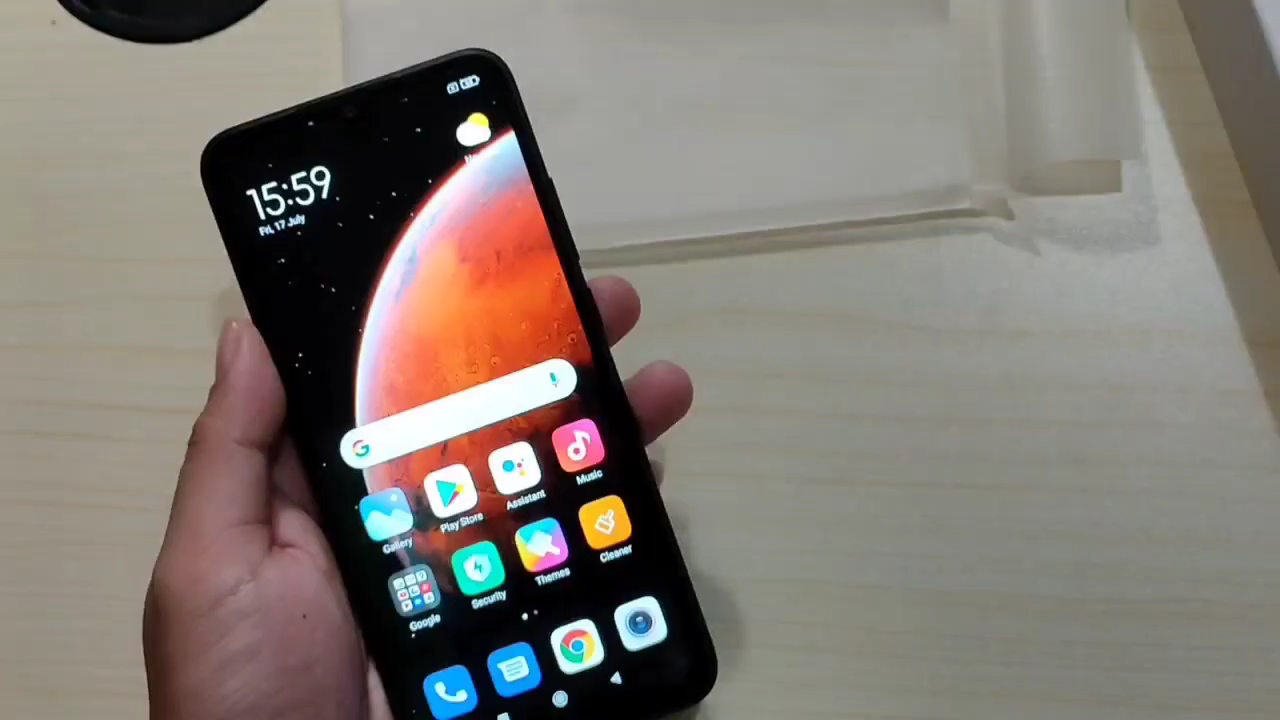 15:59
Fri, 17 July
G
Gallery
Play Store
Assistant
Music
Google
Security
Themes
Cleaner